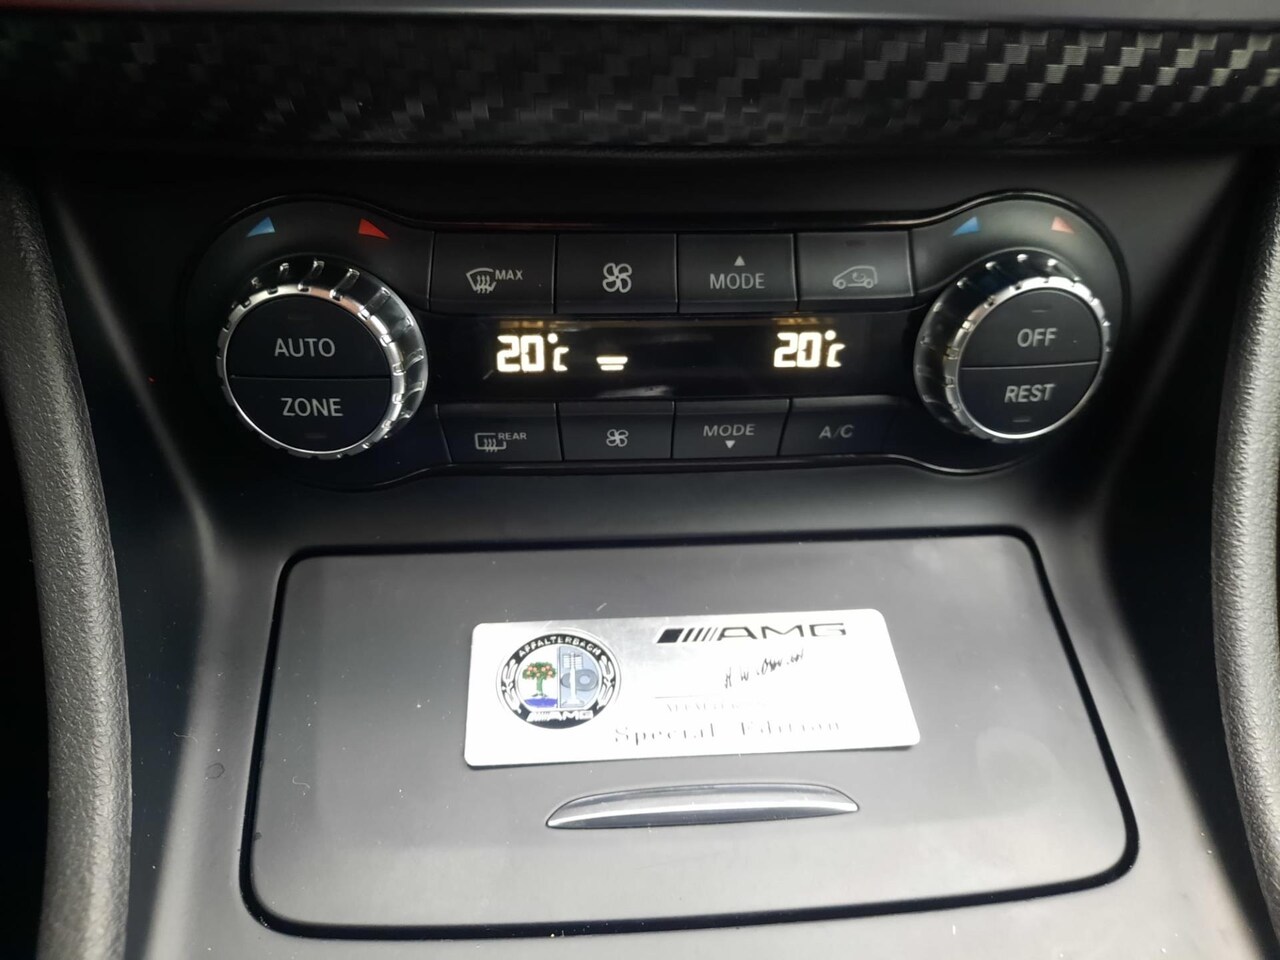 MAX
MODE
AUTO
ZONE
20°c
20°c
OFF
REST
REAR
MODE
A/C
AFFALTERBACH
AMG
AMG
Special Edition